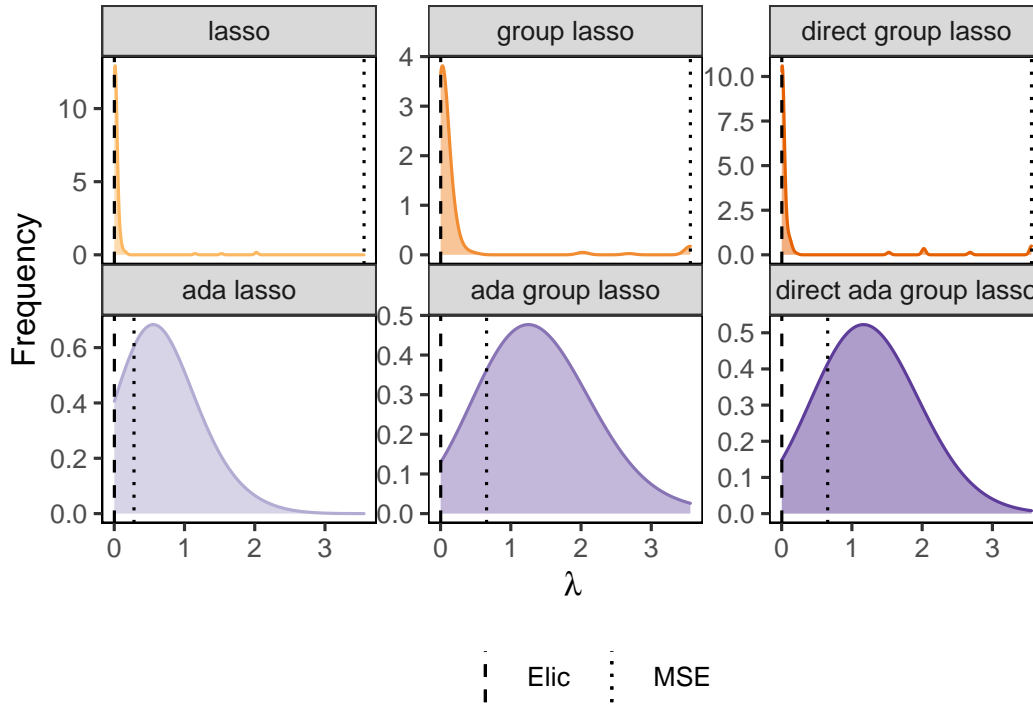 lasso
group lasso
direct group lasso
10
5
0
4
3
2
1
0
10.0
7.5
5.0
2.5
0.0
Frequency
ada lasso
ada group lasso
direct ada group lasso
0.6
0.4
0.2
0.0
0.5
0.4
0.3
0.2
0.1
0.0
0.5
0.4
0.3
0.2
0.1
0.0
0 1 2 3
0 1 2 3
0 1 2 3
λ
Elic MSE